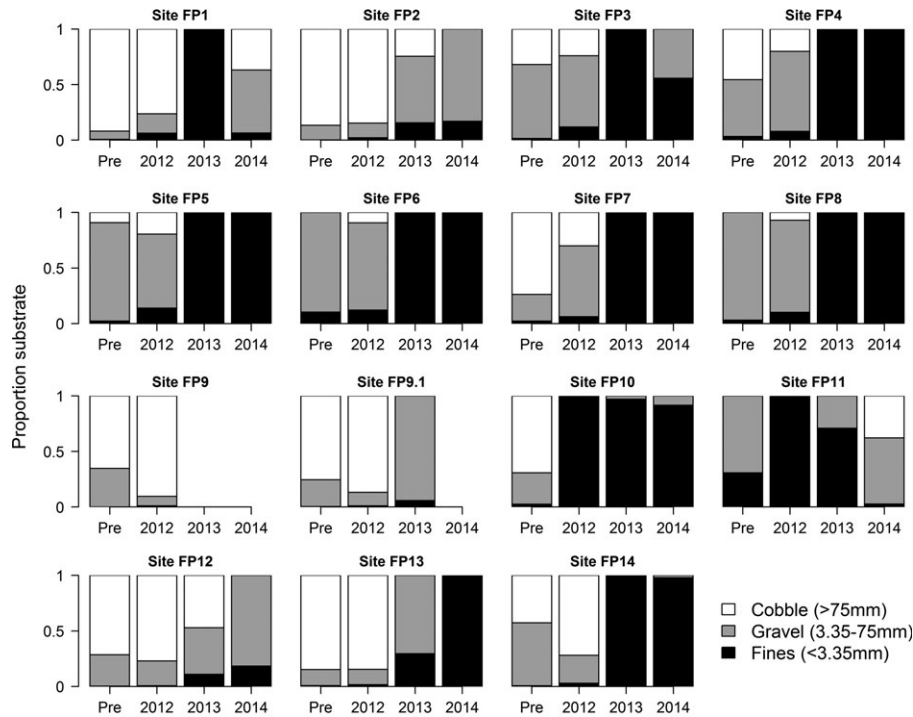 Site FP1 Site FP2 Site FP3 Site FP4
1
0.5
0
Pre 2012 2013 2014 Pre 2012 2013 2014 Pre 2012 2013 2014 Pre 2012 2013 2014
Site FP5 Site FP6 Site FP7 Site FP8
1
0.5
0
Pre 2012 2013 2014 Pre 2012 2013 2014 Pre 2012 2013 2014 Pre 2012 2013 2014
Proportion substrate
Site FP9 Site FP9.1 Site FP10 Site FP11
1
0.5
0
Pre 2012 2013 2014 Pre 2012 2013 2014 Pre 2012 2013 2014 Pre 2012 2013 2014
Site FP12 Site FP13 Site FP14
1
0.5
0
Pre 2012 2013 2014 Pre 2012 2013 2014 Pre 2012 2013 2014
Cobble (>75mm)
Gravel (3.35-75mm)
Fines (<3.35mm)